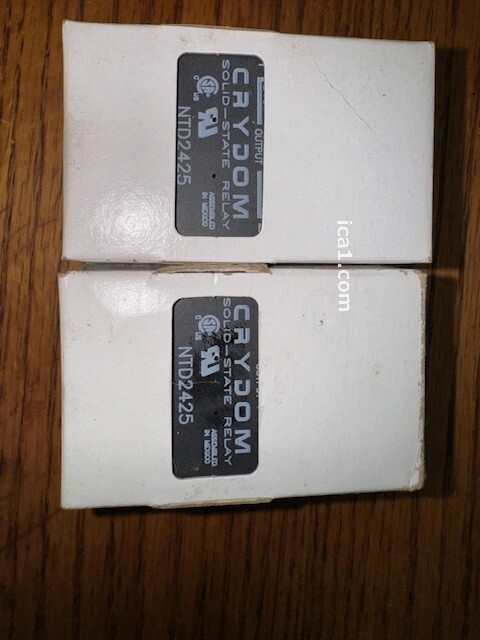 OUTPUT
CRYDOM
SOLID-STATE RELAY
ASSEMBLED
IN MEXICO
NTD2425
ica1.com
CRYDOM
SOLID-STATE RELAY
ASSEMBLED
IN MEXICO
NTD2425